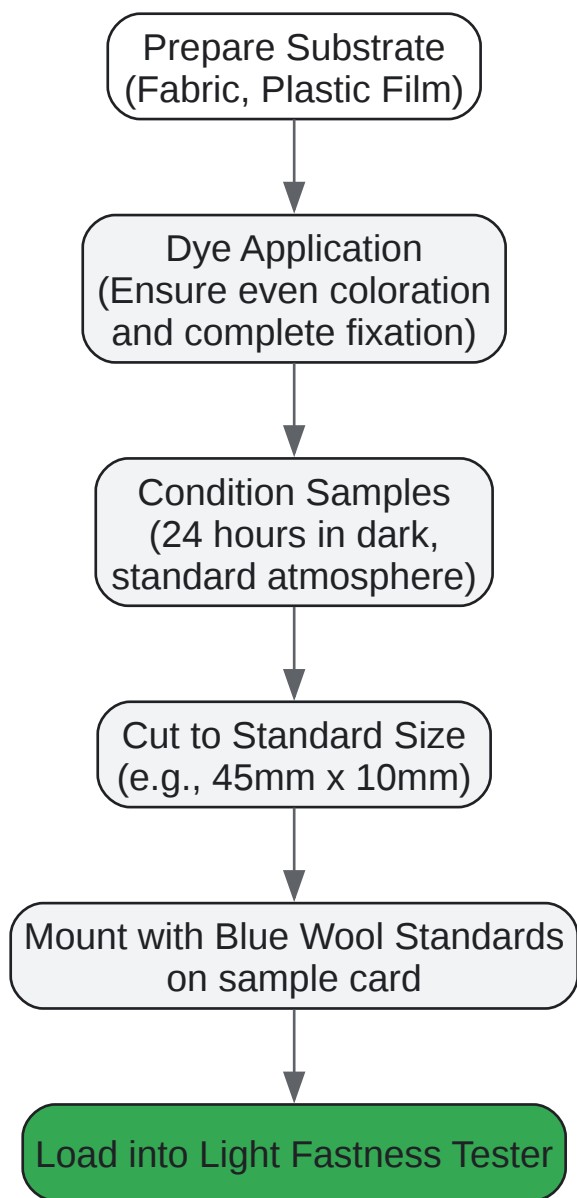 Prepare Substrate
(Fabric, Plastic Film)
Dye Application
(Ensure even coloration
and complete fixation)
Condition Samples
(24 hours in dark,
standard atmosphere)
Cut to Standard Size
(e.g., 45mm x 10mm)
Mount with Blue Wool Standards
on sample card
Load into Light Fastness Tester